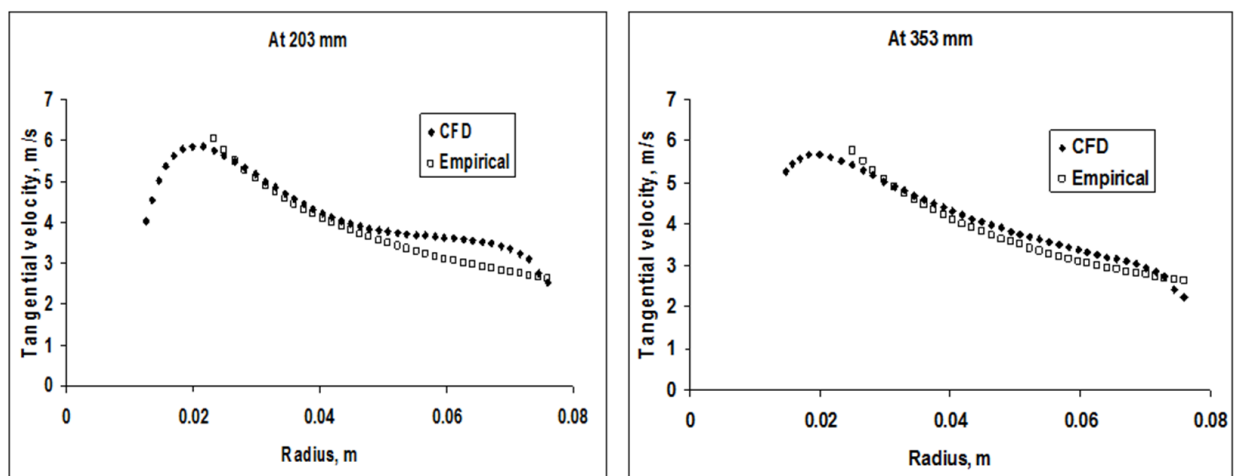 At 203 mm
7
6
5
4
3
2
1
0
Tangential velocity, m/s
CFD
Empirical
0 0.02 0.04 0.06 0.08
Radius, m
At 353 mm
7
6
5
4
3
2
1
0
Tangential velocity, m/s
CFD
Empirical
0 0.02 0.04 0.06 0.08
Radius, m